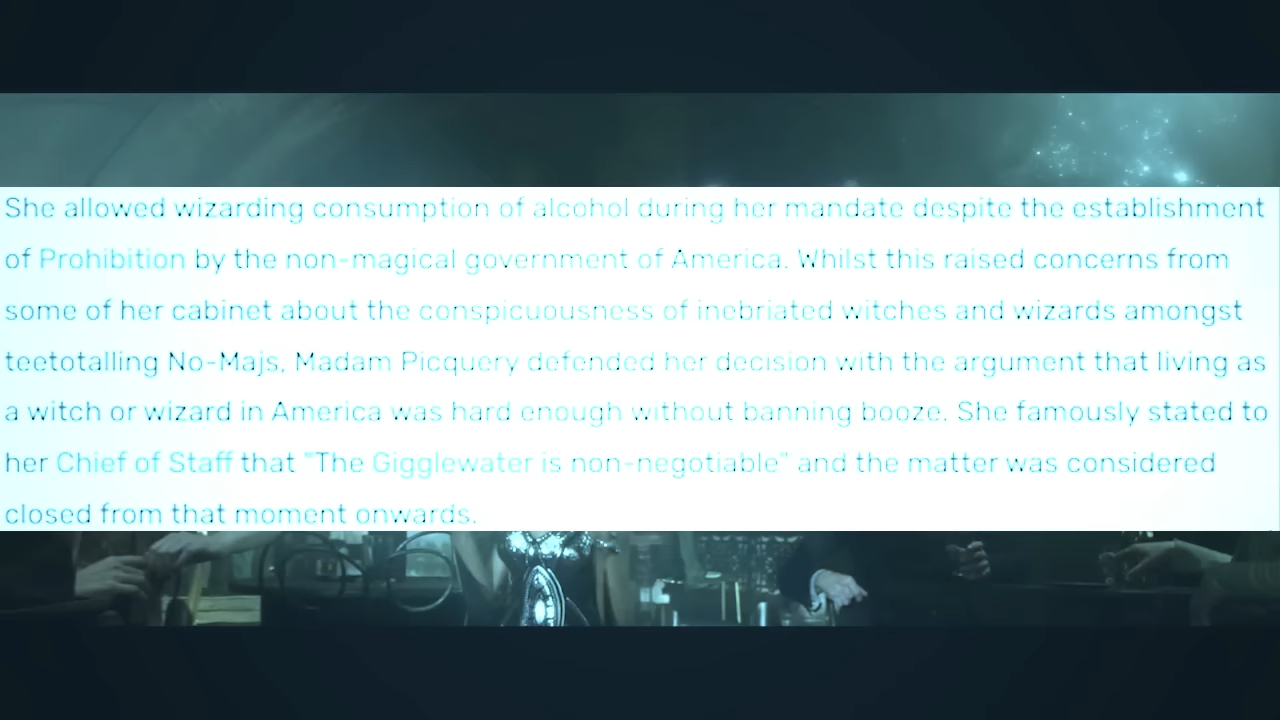 She allowed wizarding consumption of alcohol during her mandate despite the establishment
of Prohibition by the non-magical government of America. Whilst this raised concerns from
some of her cabinet about the conspicuousness of inebriated witches and wizards amongst
teetotalling No-Majs, Madam Picquery defended her decision with the argument that living as
a witch or wizard in America was hard enough without banning booze. She famously stated to
her Chief of Staff that "The Gigglewater is non-negotiable" and the matter was considered
closed from that moment onwards.